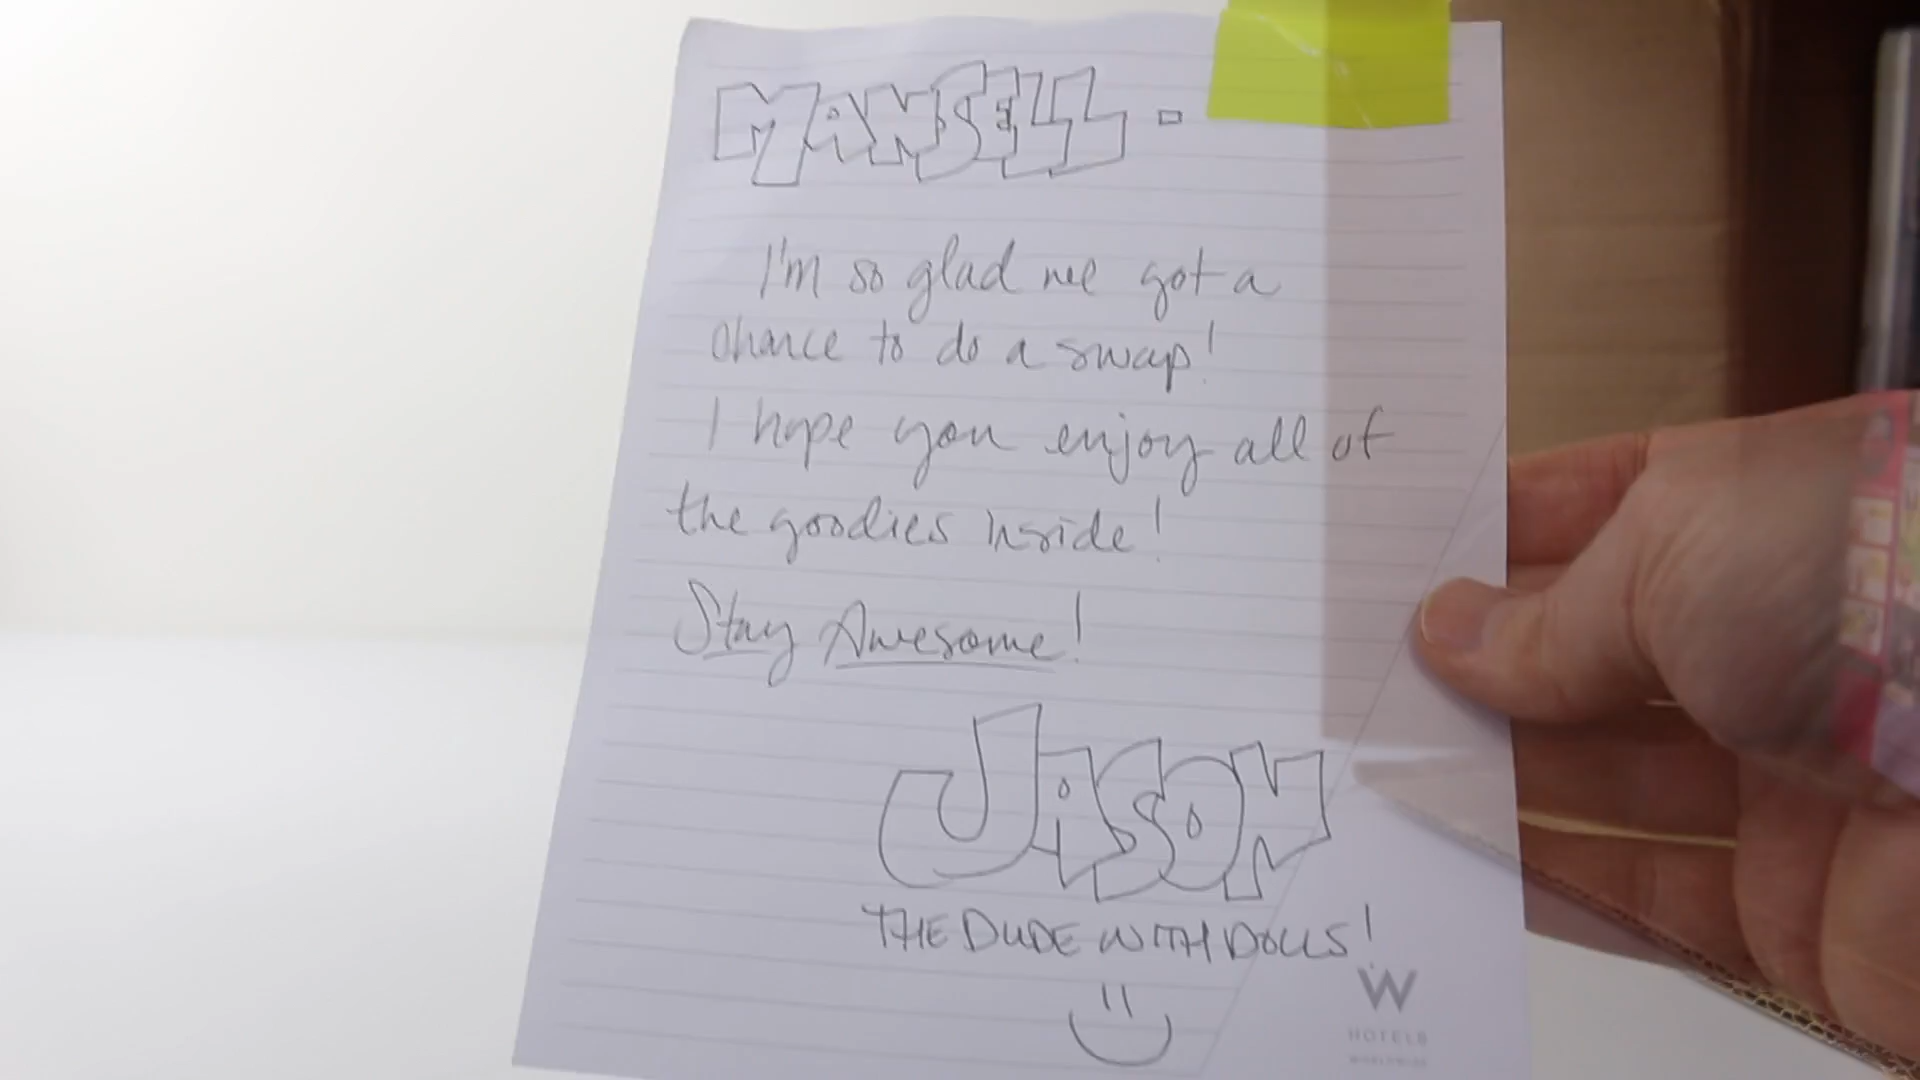 MANSELL -
I'm so glad we got a
chance to do a swap!
I hope you enjoy all of
the goodies inside!
Stay Awesome!
JASON
THE DUDE WITH DOLLS!
W
HOTELS
WORLDWIDE